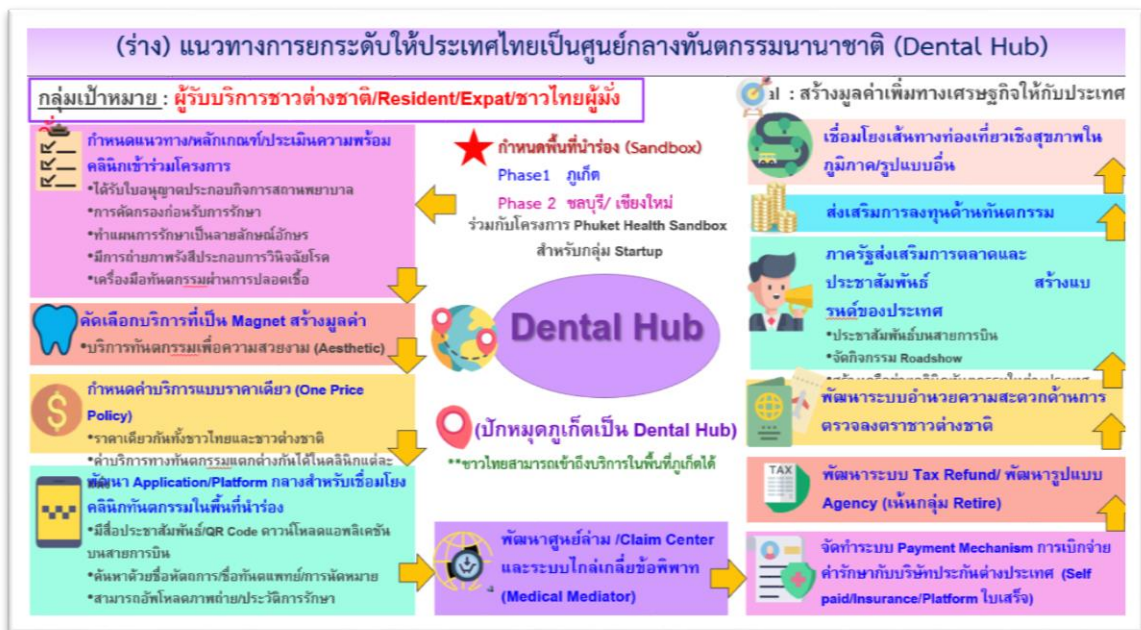 (ร่าง) แนวทางการยกระดับให้ประเทศไทยเป็นศูนย์กลางทันตกรรมนานาชาติ (Dental Hub)
กลุ่มเป้าหมาย : ผู้รับบริการชาวต่างชาติ/Resident/Expat/ชาวไทยผู้มั่ง
กำหนดแนวทาง/หลักเกณฑ์/ประเมินความพร้อม
คลินิกเข้าร่วมโครงการ
•ได้รับใบอนุญาตประกอบกิจการสถานพยาบาล
•การคัดกรองก่อนรับการรักษา
•ทำแผนการรักษาเป็นลายลักษณ์อักษร
•มีการถ่ายภาพรังสีประกอบการวินิจฉัยโรค
•เครื่องมือทันตกรรมผ่านการปลอดเชื้อ
คัดเลือกบริการที่เป็น Magnet สร้างมูลค่า
•บริการทันตกรรมเพื่อความสวยงาม (Aesthetic)
กำหนดค่าบริการแบบราคาเดียว (One Price
Policy)
•ราคาเดียวกันทั้งชาวไทยและชาวต่างชาติ
•ค่าบริการทางทันตกรรมแตกต่างกันได้ในคลินิกแต่ละ
พัฒนา Application/Platform กลางสำหรับเชื่อมโยง
คลินิกทันตกรรมในพื้นที่นำร่อง
•มีสื่อประชาสัมพันธ์/QR Code ดาวน์โหลดแอพลิเคชัน
บนสายการบิน
•ค้นหาด้วยชื่อหัตถการ/ชื่อทันตแพทย์/การนัดหมาย
•สามารถอัพโหลดภาพถ่าย/ประวัติการรักษา
กำหนดพื้นที่นำร่อง (Sandbox)
Phase1 ภูเก็ต
Phase 2 ชลบุรี/ เชียงใหม่
ร่วมกับโครงการ Phuket Health Sandbox
สำหรับกลุ่ม Startup
Dental Hub
(ปักหมุดภูเก็ตเป็น Dental Hub)
**ชาวไทยสามารถเข้าถึงบริการในพื้นที่ภูเก็ตได้
พัฒนาศูนย์ล่าม /Claim Center
และระบบไกล่เกลี่ยข้อพิพาท
(Medical Mediator)
al : สร้างมูลค่าเพิ่มทางเศรษฐกิจให้กับประเทศ
เชื่อมโยงเส้นทางท่องเที่ยวเชิงสุขภาพใน
ภูมิภาค/รูปแบบอื่น
ส่งเสริมการลงทุนด้านทันตกรรม
ภาครัฐส่งเสริมการตลาดและ
ประชาสัมพันธ์ สร้างแบ
รนด์ของประเทศ
•ประชาสัมพันธ์บนสายการบิน
•จัดกิจกรรม Roadshow
พัฒนาระบบอำนวยความสะดวกด้านการ
ตรวจลงตราชาวต่างชาติ
TAX
พัฒนาระบบ Tax Refund/ พัฒนารูปแบบ
Agency (เน้นกลุ่ม Retire)
จัดทำระบบ Payment Mechanism การเบิกจ่าย
ค่ารักษากับบริษัทประกันต่างประเทศ (Self
paid/Insurance/Platform ใบเสร็จ)